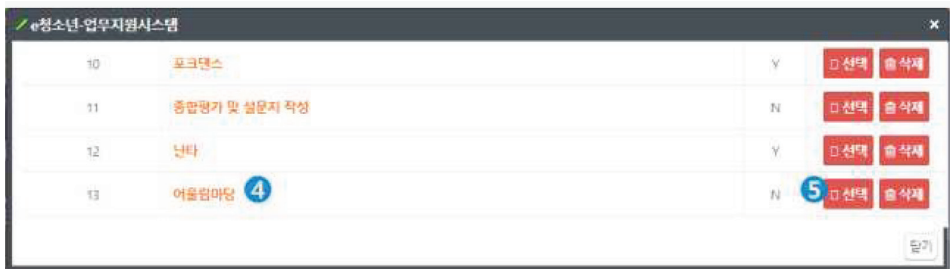 e청소년-업무지원시스템 ×
10 포크댄스 Y 선택 삭제
11 종합평가 및 설문지 작성 N 선택 삭제
12 난타 Y 선택 삭제
13 어울림마당 4 N 5 선택 삭제
닫기